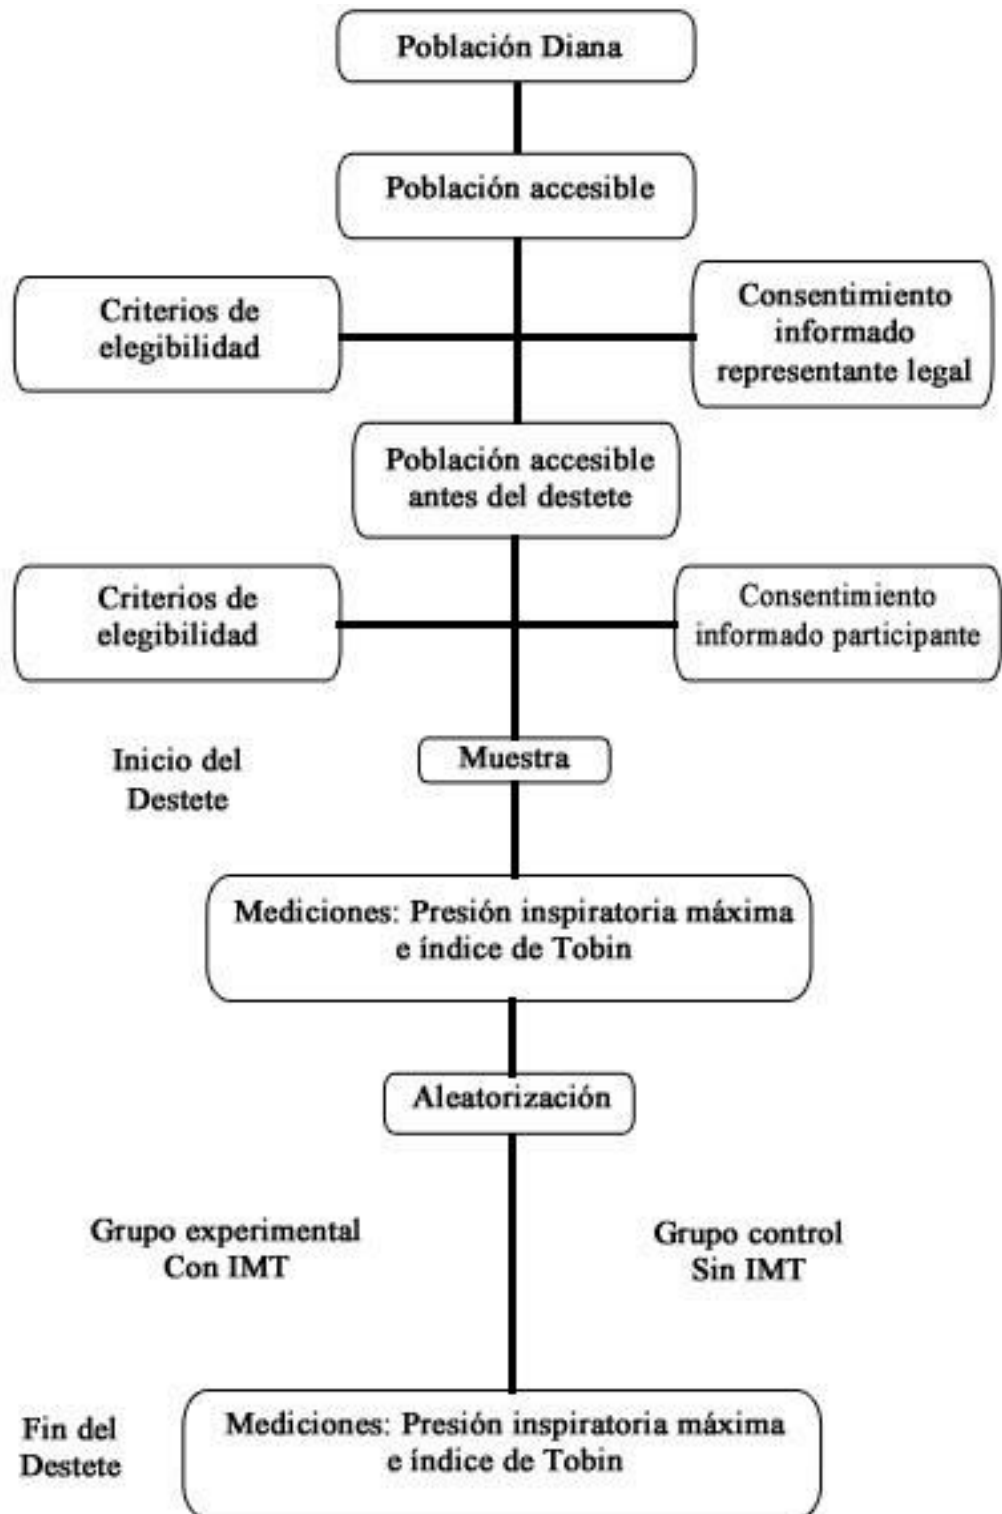 Población Diana
Población accesible
Criterios de
elegibilidad
Consentimiento
informado
representante legal
Población accesible
antes del destete
Criterios de
elegibilidad
Consentimiento
informado participante
Inicio del
Destete
Muestra
Mediciones: Presión inspiratoria máxima
e índice de Tobin
Aleatorización
Grupo experimental
Con IMT
Grupo control
Sin IMT
Fin del
Destete
Mediciones: Presión inspiratoria máxima
e índice de Tobin